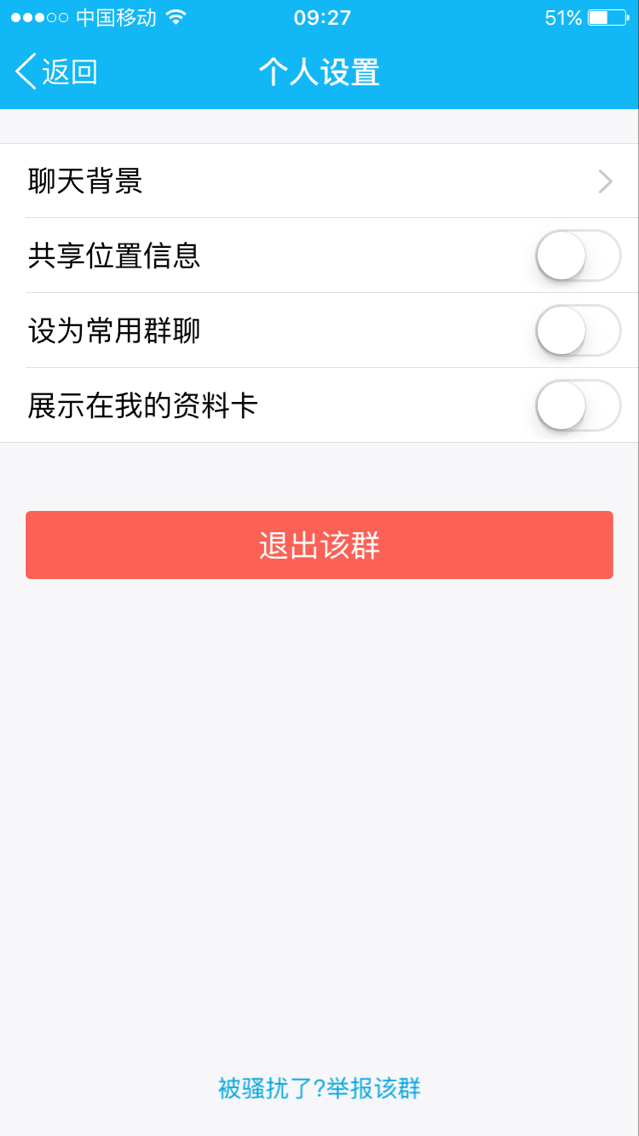 中国移动 09:27 51%
返回 个人设置
聊天背景
共享位置信息
设为常用群聊
展示在我的资料卡
退出该群
被骚扰了?举报该群